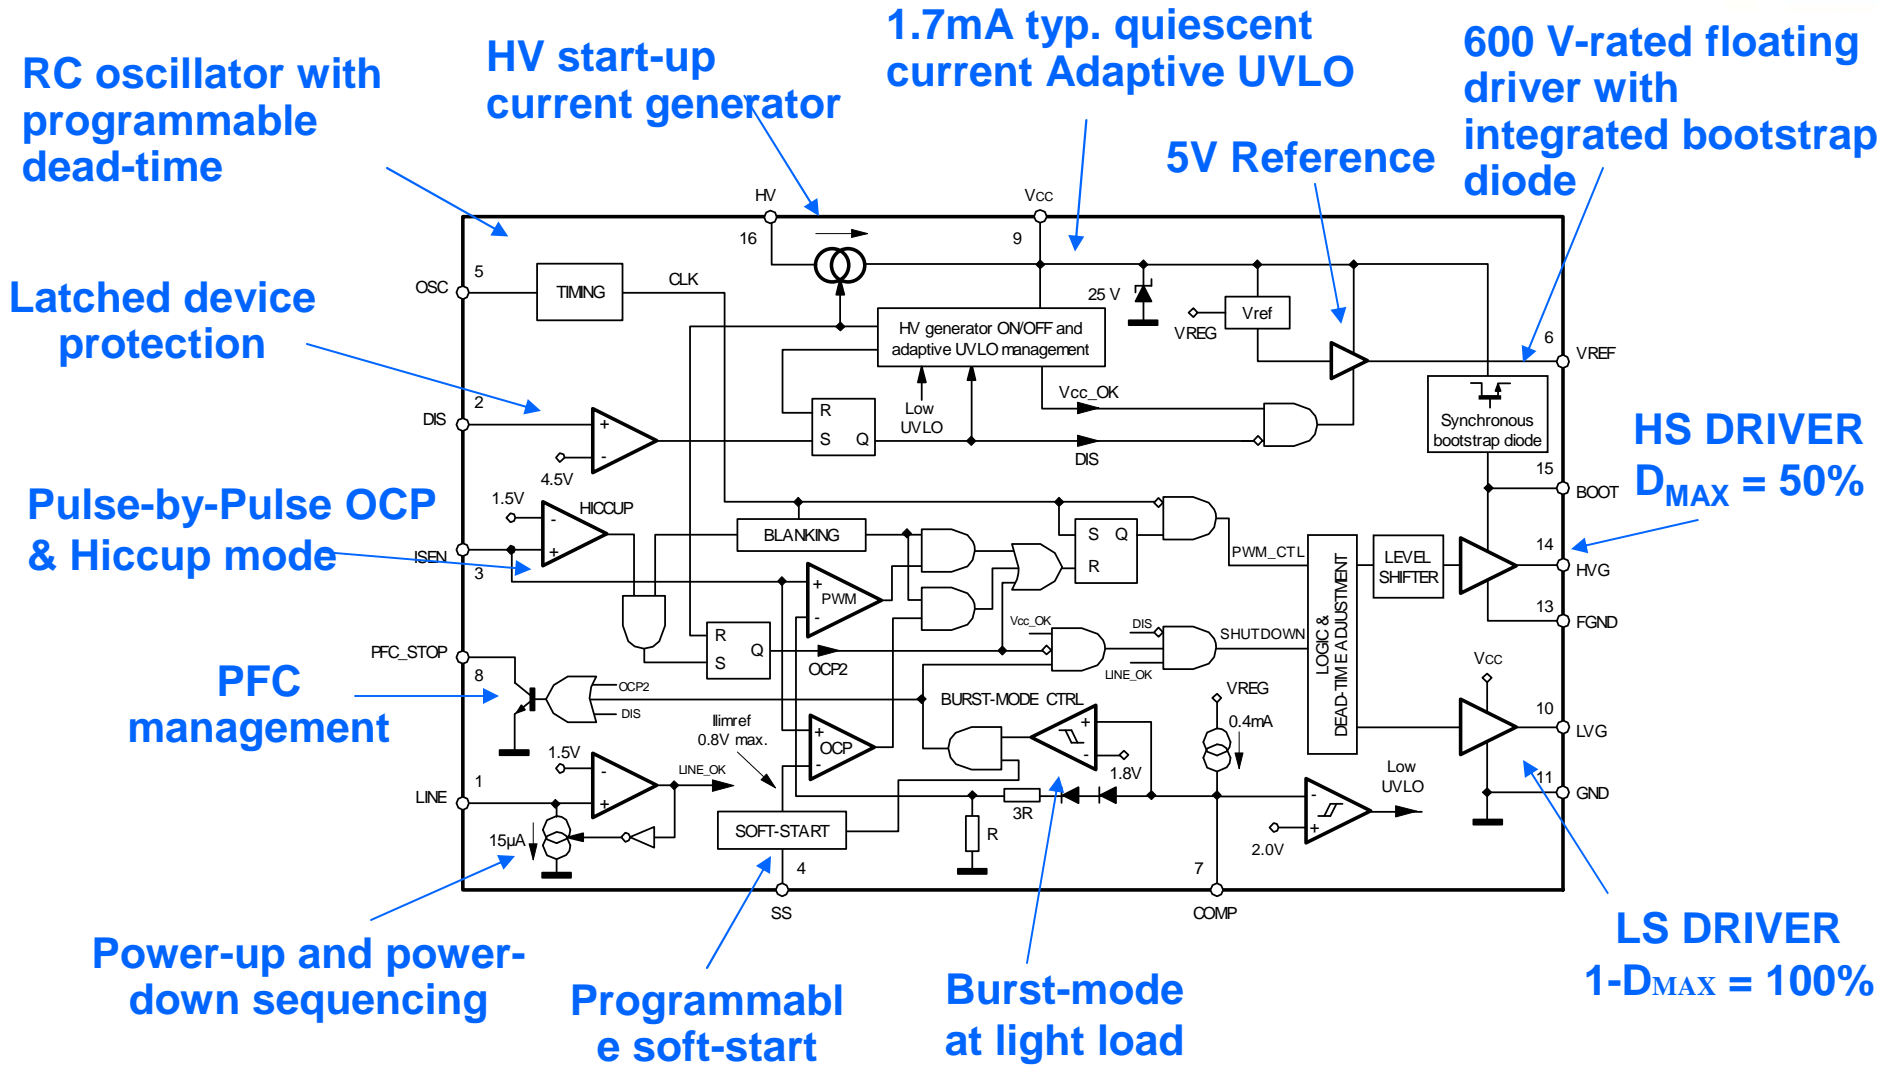 RC oscillator with
programmable
dead-time
HV start-up
current generator
1.7mA typ. quiescent
current Adaptive UVLO
5V Reference
600 V-rated floating
driver with
integrated bootstrap
diode
Latched device
protection
Pulse-by-Pulse OCP
& Hiccup mode
PFC
management
Power-up and power-
down sequencing
Programmabl
e soft-start
Burst-mode
at light load
HS DRIVER
DMAX = 50%
LS DRIVER
1-DMAX = 100%
HV
16
Vcc
9
OSC
5
TIMING
CLK
HV generator ON/OFF and
adaptive UVLO management
25 V
VREG
Vref
6
VREF
Synchronous
bootstrap diode
Low
UVLO
Vcc_OK
DIS
2
DIS
+
-
4.5V
R
S
Q
15
BOOT
1.5V
HICCUP
-
+
ISEN
3
BLANKING
PWM
+
-
S
Q
R
PWM_CTL
LOGIC &
DEAD-TIME ADJUSTMENT
LEVEL
SHIFTER
14
HVG
13
FGND
Vcc_OK
DIS
SHUTDOWN
LINE_OK
R
Q
S
OCP2
PFC_STOP
8
OCP2
DIS
BURST-MODE CTRL
+
-
1.8V
VREG
0.4mA
Vcc
10
LVG
11
GND
Ilimref
0.8V max.
+
OCP
-
1.5V
-
+
LINE_OK
LINE
1
15µA
SOFT-START
3R
R
4
SS
7
COMP
-
+
2.0V
Low
UVLO